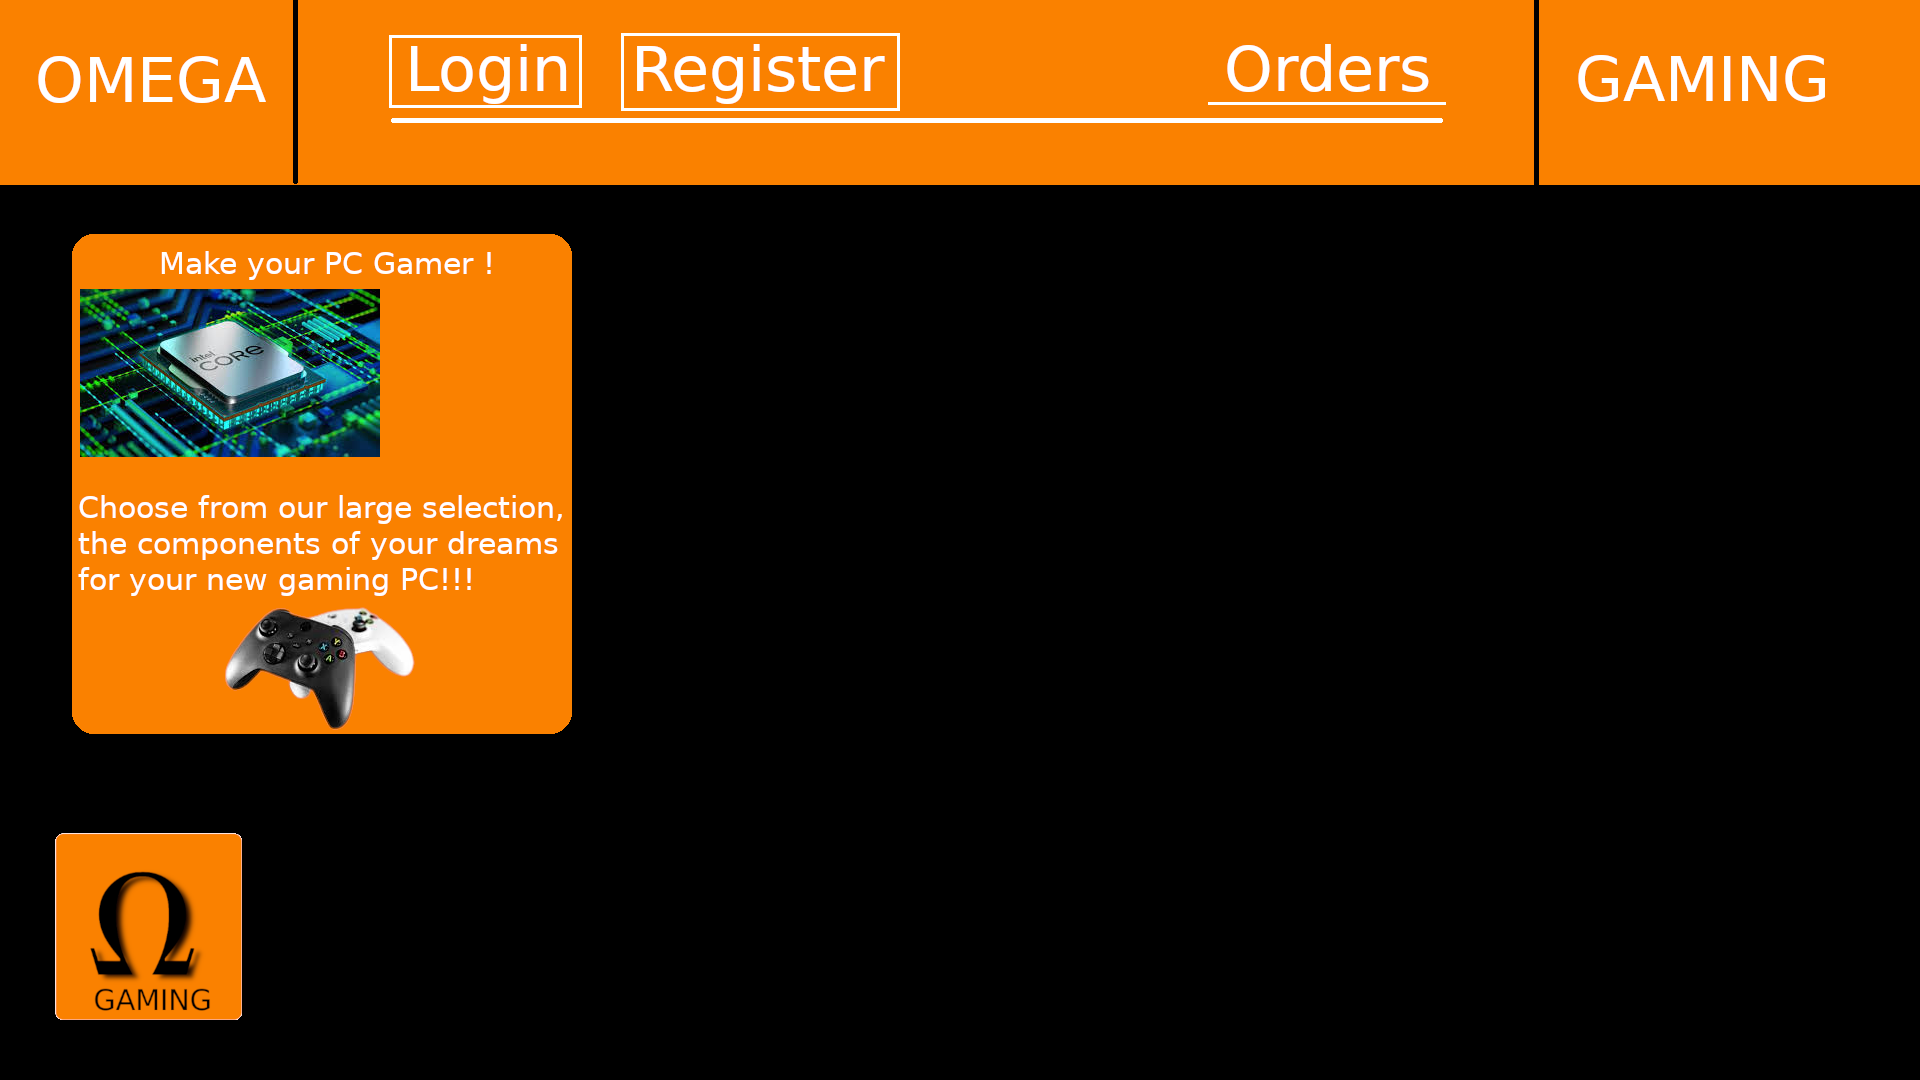 OMEGA
Login
Register
Orders
GAMING
Make your PC Gamer !
intel
CORE
Choose from our large selection,
the components of your dreams
for your new gaming PC!!!
Ω
GAMING